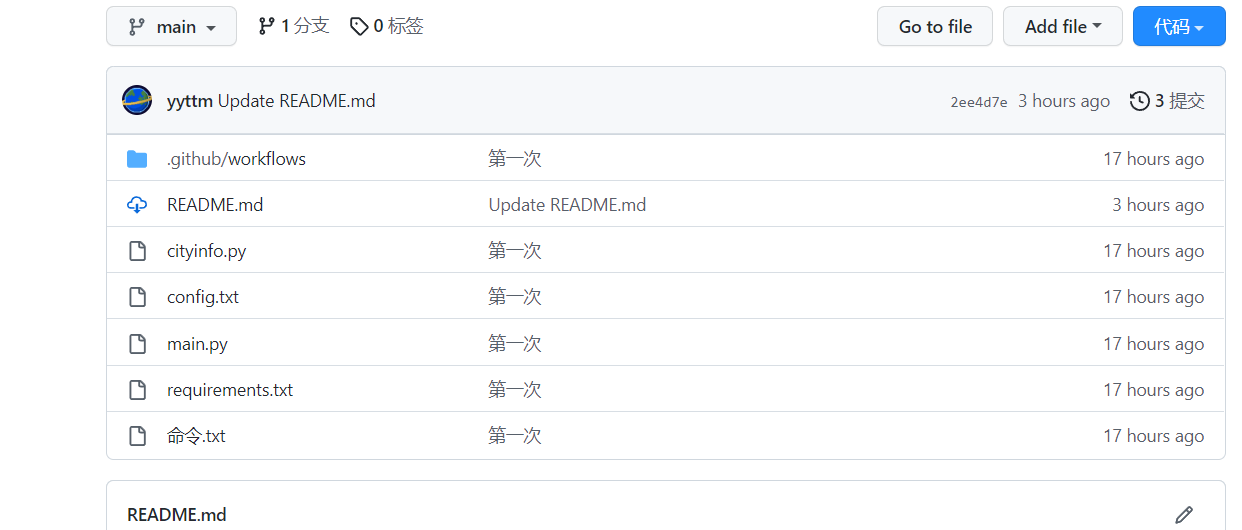 main 1 分支 0 标签 Go to file Add file 代码
yyttm Update README.md 2ee4d7e 3 hours ago 3 提交
.github/workflows 第一次 17 hours ago
README.md Update README.md 3 hours ago
cityinfo.py 第一次 17 hours ago
config.txt 第一次 17 hours ago
main.py 第一次 17 hours ago
requirements.txt 第一次 17 hours ago
命令.txt 第一次 17 hours ago
README.md